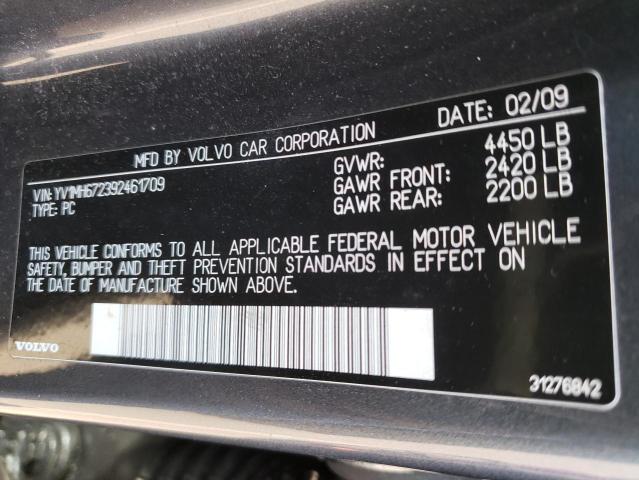 DATE: 02/09
MFD BY VOLVO CAR CORPORATION
VIN: YV1MH672392461709
TYPE: PC
GVWR: 4450 LB
GAWR FRONT: 2420 LB
GAWR REAR: 2200 LB
THIS VEHICLE CONFORMS TO ALL APPLICABLE FEDERAL MOTOR VEHICLE
SAFETY, BUMPER AND THEFT PREVENTION STANDARDS IN EFFECT ON
THE DATE OF MANUFACTURE SHOWN ABOVE.
VOLVO
31276842